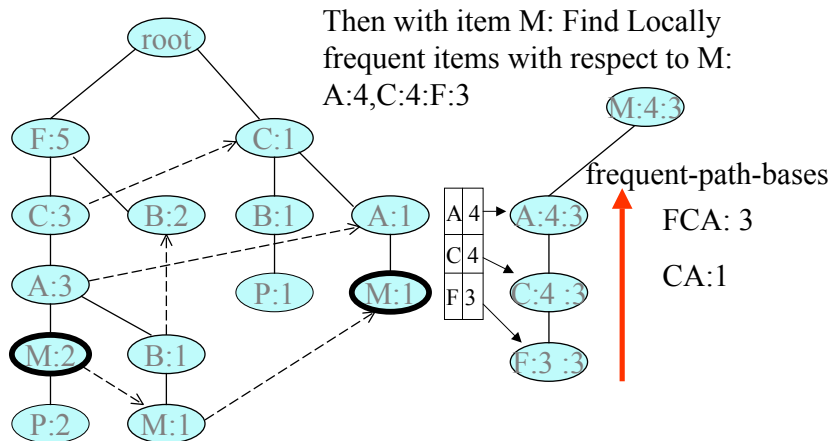 Then with item M: Find Locally
frequent items with respect to M:
A:4,C:4:F:3
root
F:5
C:1
C:3
B:2
B:1
A:1
A:3
P:1
M:1
M:2
B:1
P:2
M:1
M:4:3
frequent-path-bases
A 4
C 4
F 3
A:4:3
C:4 :3
F:3 :3
FCA: 3
CA:1